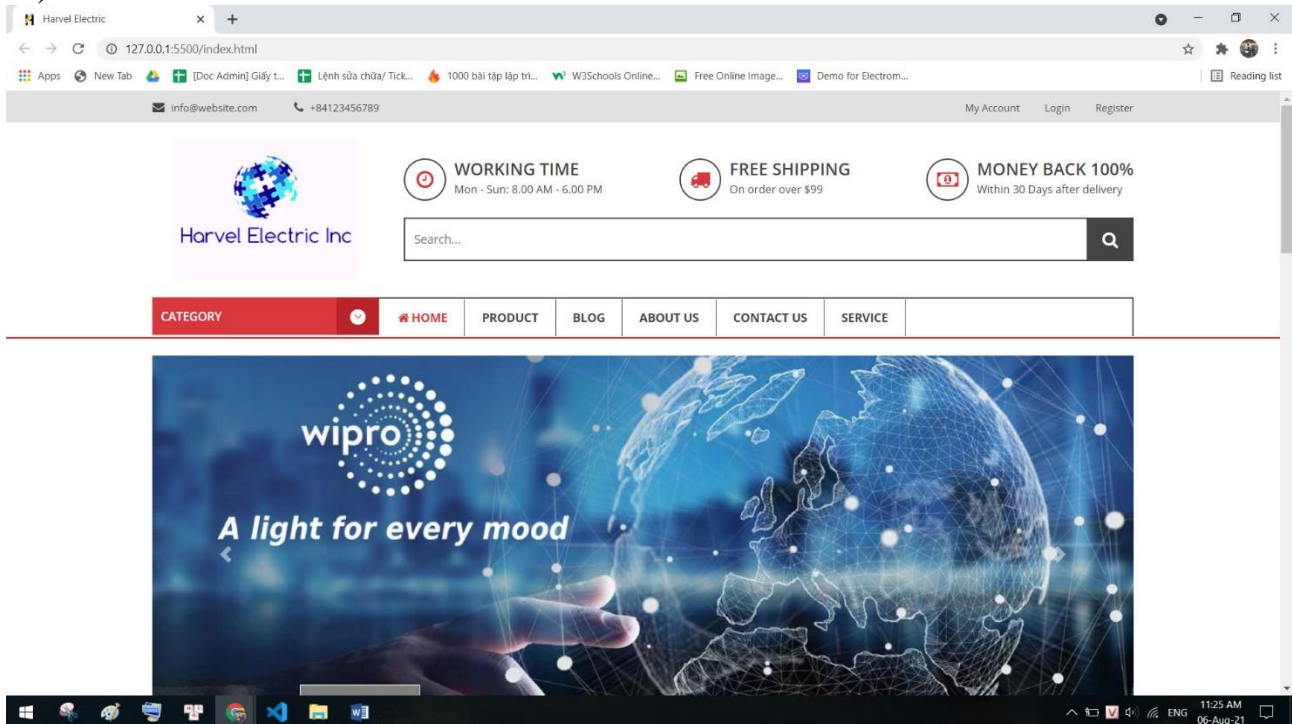 Harvel Electric
127.0.0.1:5500/index.html
Apps New Tab [Doc Admin] Giấy t... Lệnh sửa chữa/ Tick... 1000 bài tập lập trì... W3Schools Online... Free Online Image... Demo for Electrom... Reading list
info@website.com +84123456789 My Account Login Register
WORKING TIME FREE SHIPPING MONEY BACK 100%
Mon - Sun: 8.00 AM - 6.00 PM On order over $99 Within 30 Days after delivery
Harvel Electric Inc
Search...
CATEGORY HOME PRODUCT BLOG ABOUT US CONTACT US SERVICE
wipro
A light for every mood
ENG 11:25 AM
06-Aug-21